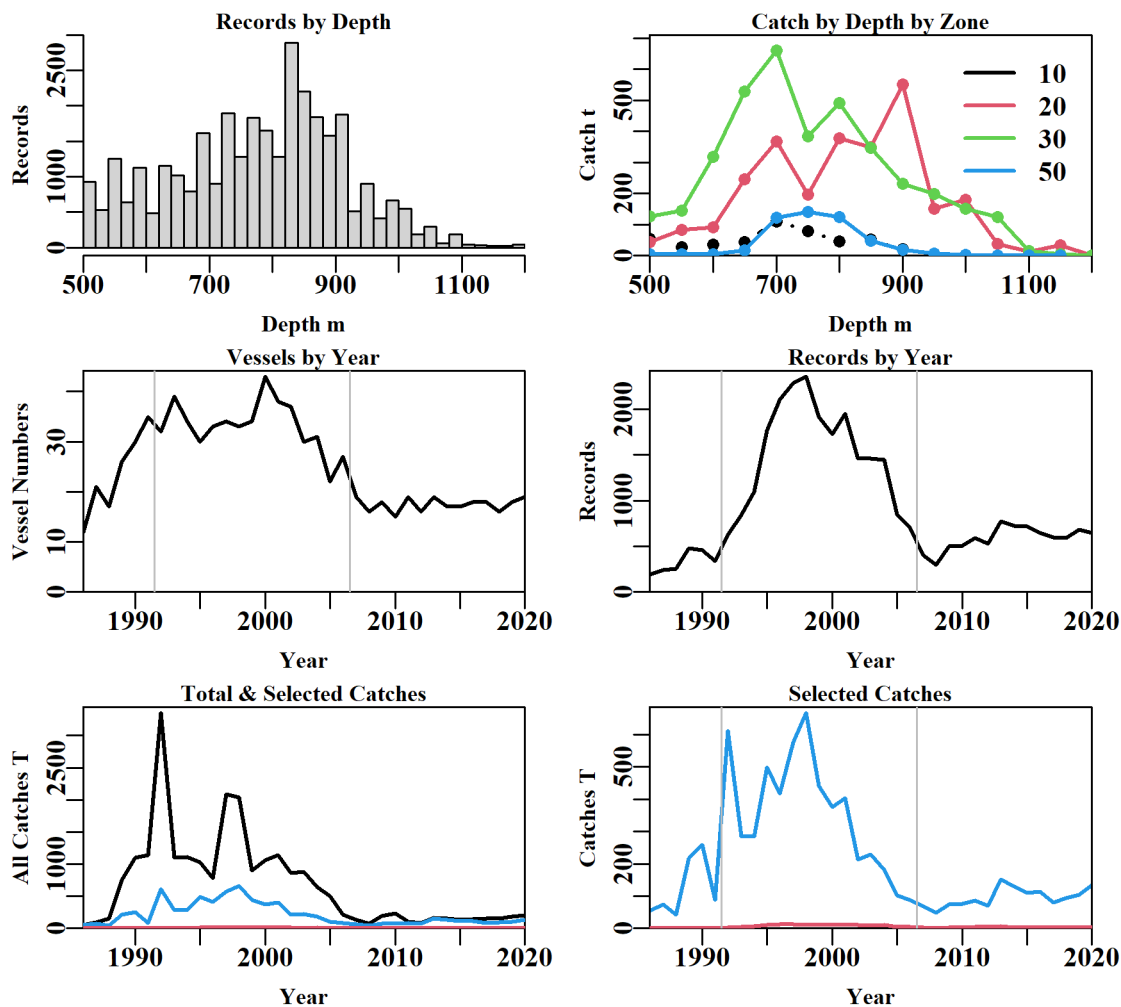 Records by Depth
Records
0 1000 2500
500 700 900 1100
Depth m
Catch by Depth by Zone
Catch t
0 200 500
10
20
30
50
500 700 900 1100
Depth m
Vessels by Year
Vessel Numbers
0 10 30
1990 2000 2010 2020
Year
Records by Year
Records
0 1000 2000
1990 2000 2010 2020
Year
Total & Selected Catches
All Catches T
0 1000 2500
1990 2000 2010 2020
Year
Selected Catches
Catches T
0 200 500
1990 2000 2010 2020
Year